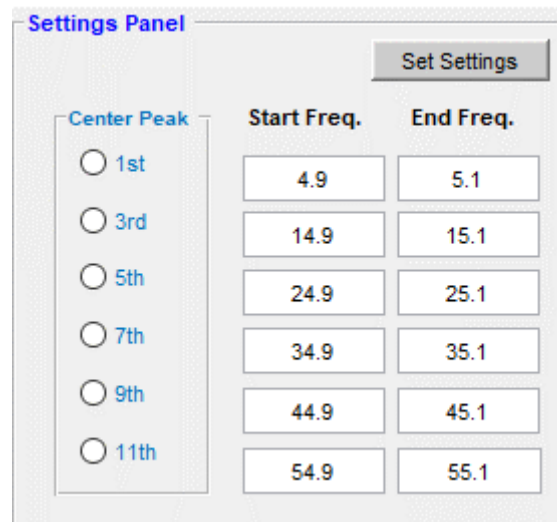 Settings Panel
Set Settings
Center Peak Start Freq. End Freq.
1st 4.9 5.1
3rd 14.9 15.1
5th 24.9 25.1
7th 34.9 35.1
9th 44.9 45.1
11th 54.9 55.1